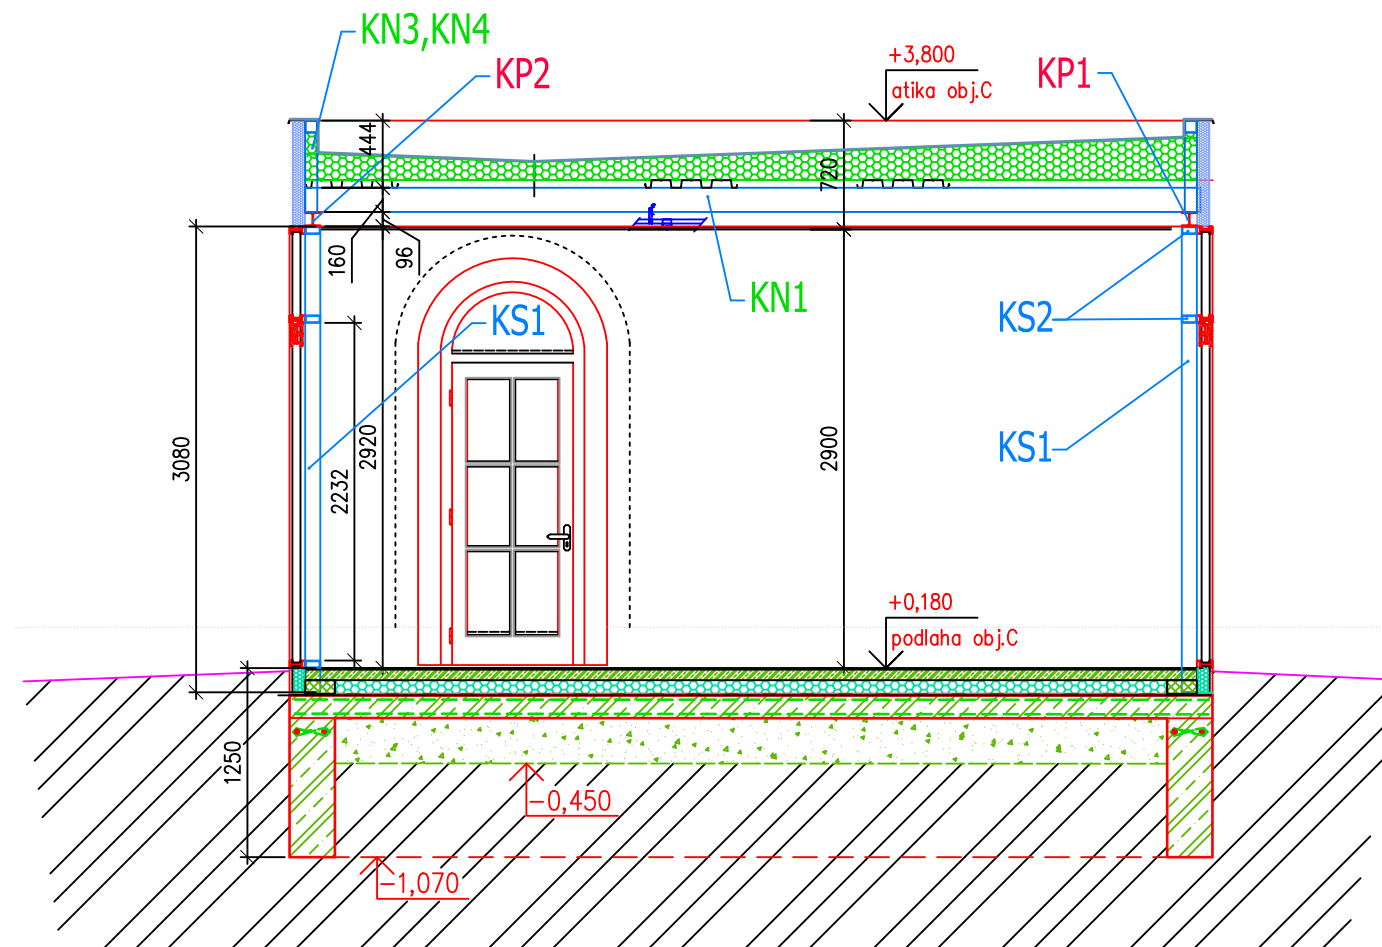 KN3,KN4
KP2
+3,800
atika obj.C
KP1
444
720
160
96
KN1
KS1
KS2
3080
2232
2920
2900
KS1
+0,180
podlaha obj.C
1250
-0,450
-1,070